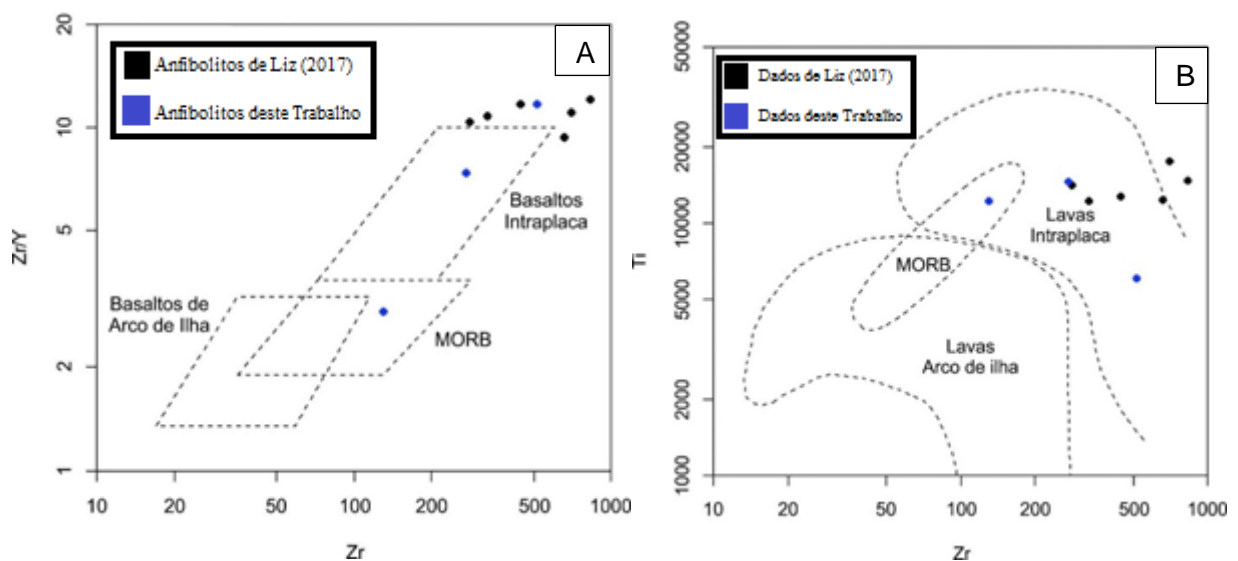 A
Anfibolitos de Liz (2017)
Anfibolitos deste Trabalho
Basaltos
Intraplaca
Basaltos de
Arco de Ilha
MORB
Zr/Y
20
10
5
2
1
10
20
50
100
200
500
1000
Zr
B
Dados de Liz (2017)
Dados deste Trabalho
Lavas
Intraplaca
MORB
Lavas
Arco de ilha
Ti
50000
20000
10000
5000
2000
1000
10
20
50
100
200
500
1000
Zr